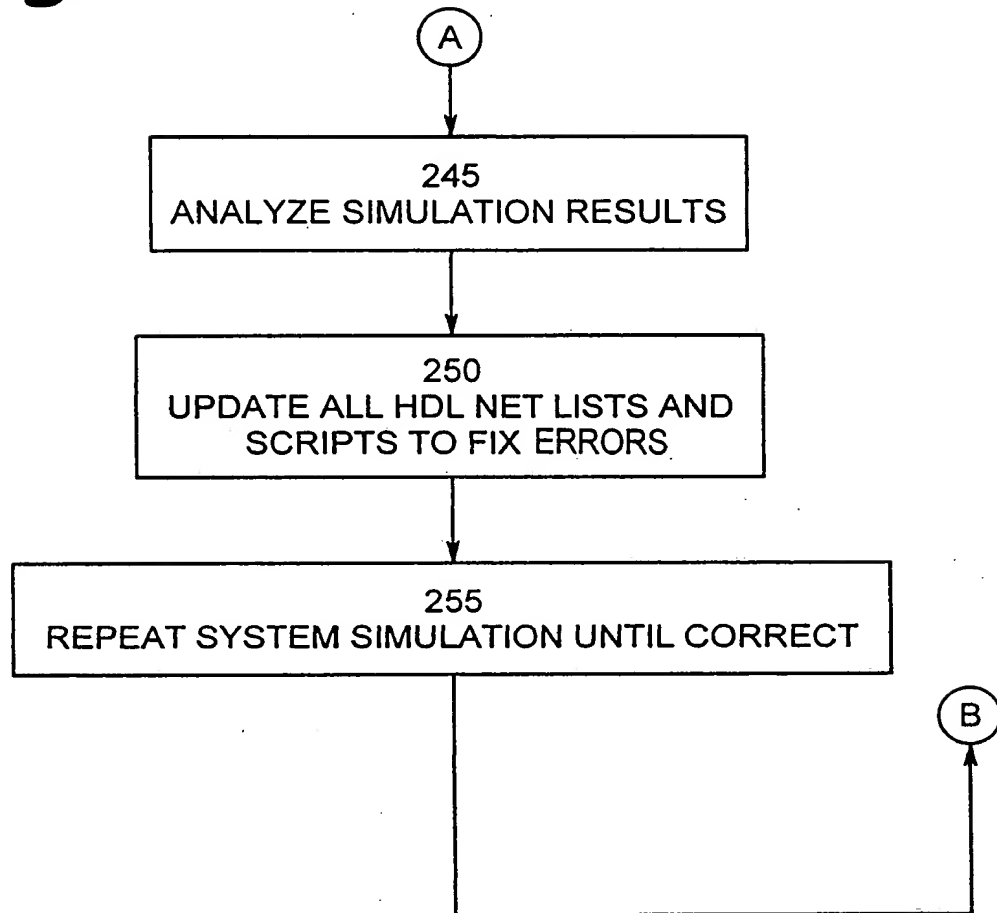 A
245
ANALYZE SIMULATION RESULTS
250
UPDATE ALL HDL NET LISTS AND
SCRIPTS TO FIX ERRORS
255
REPEAT SYSTEM SIMULATION UNTIL CORRECT
B